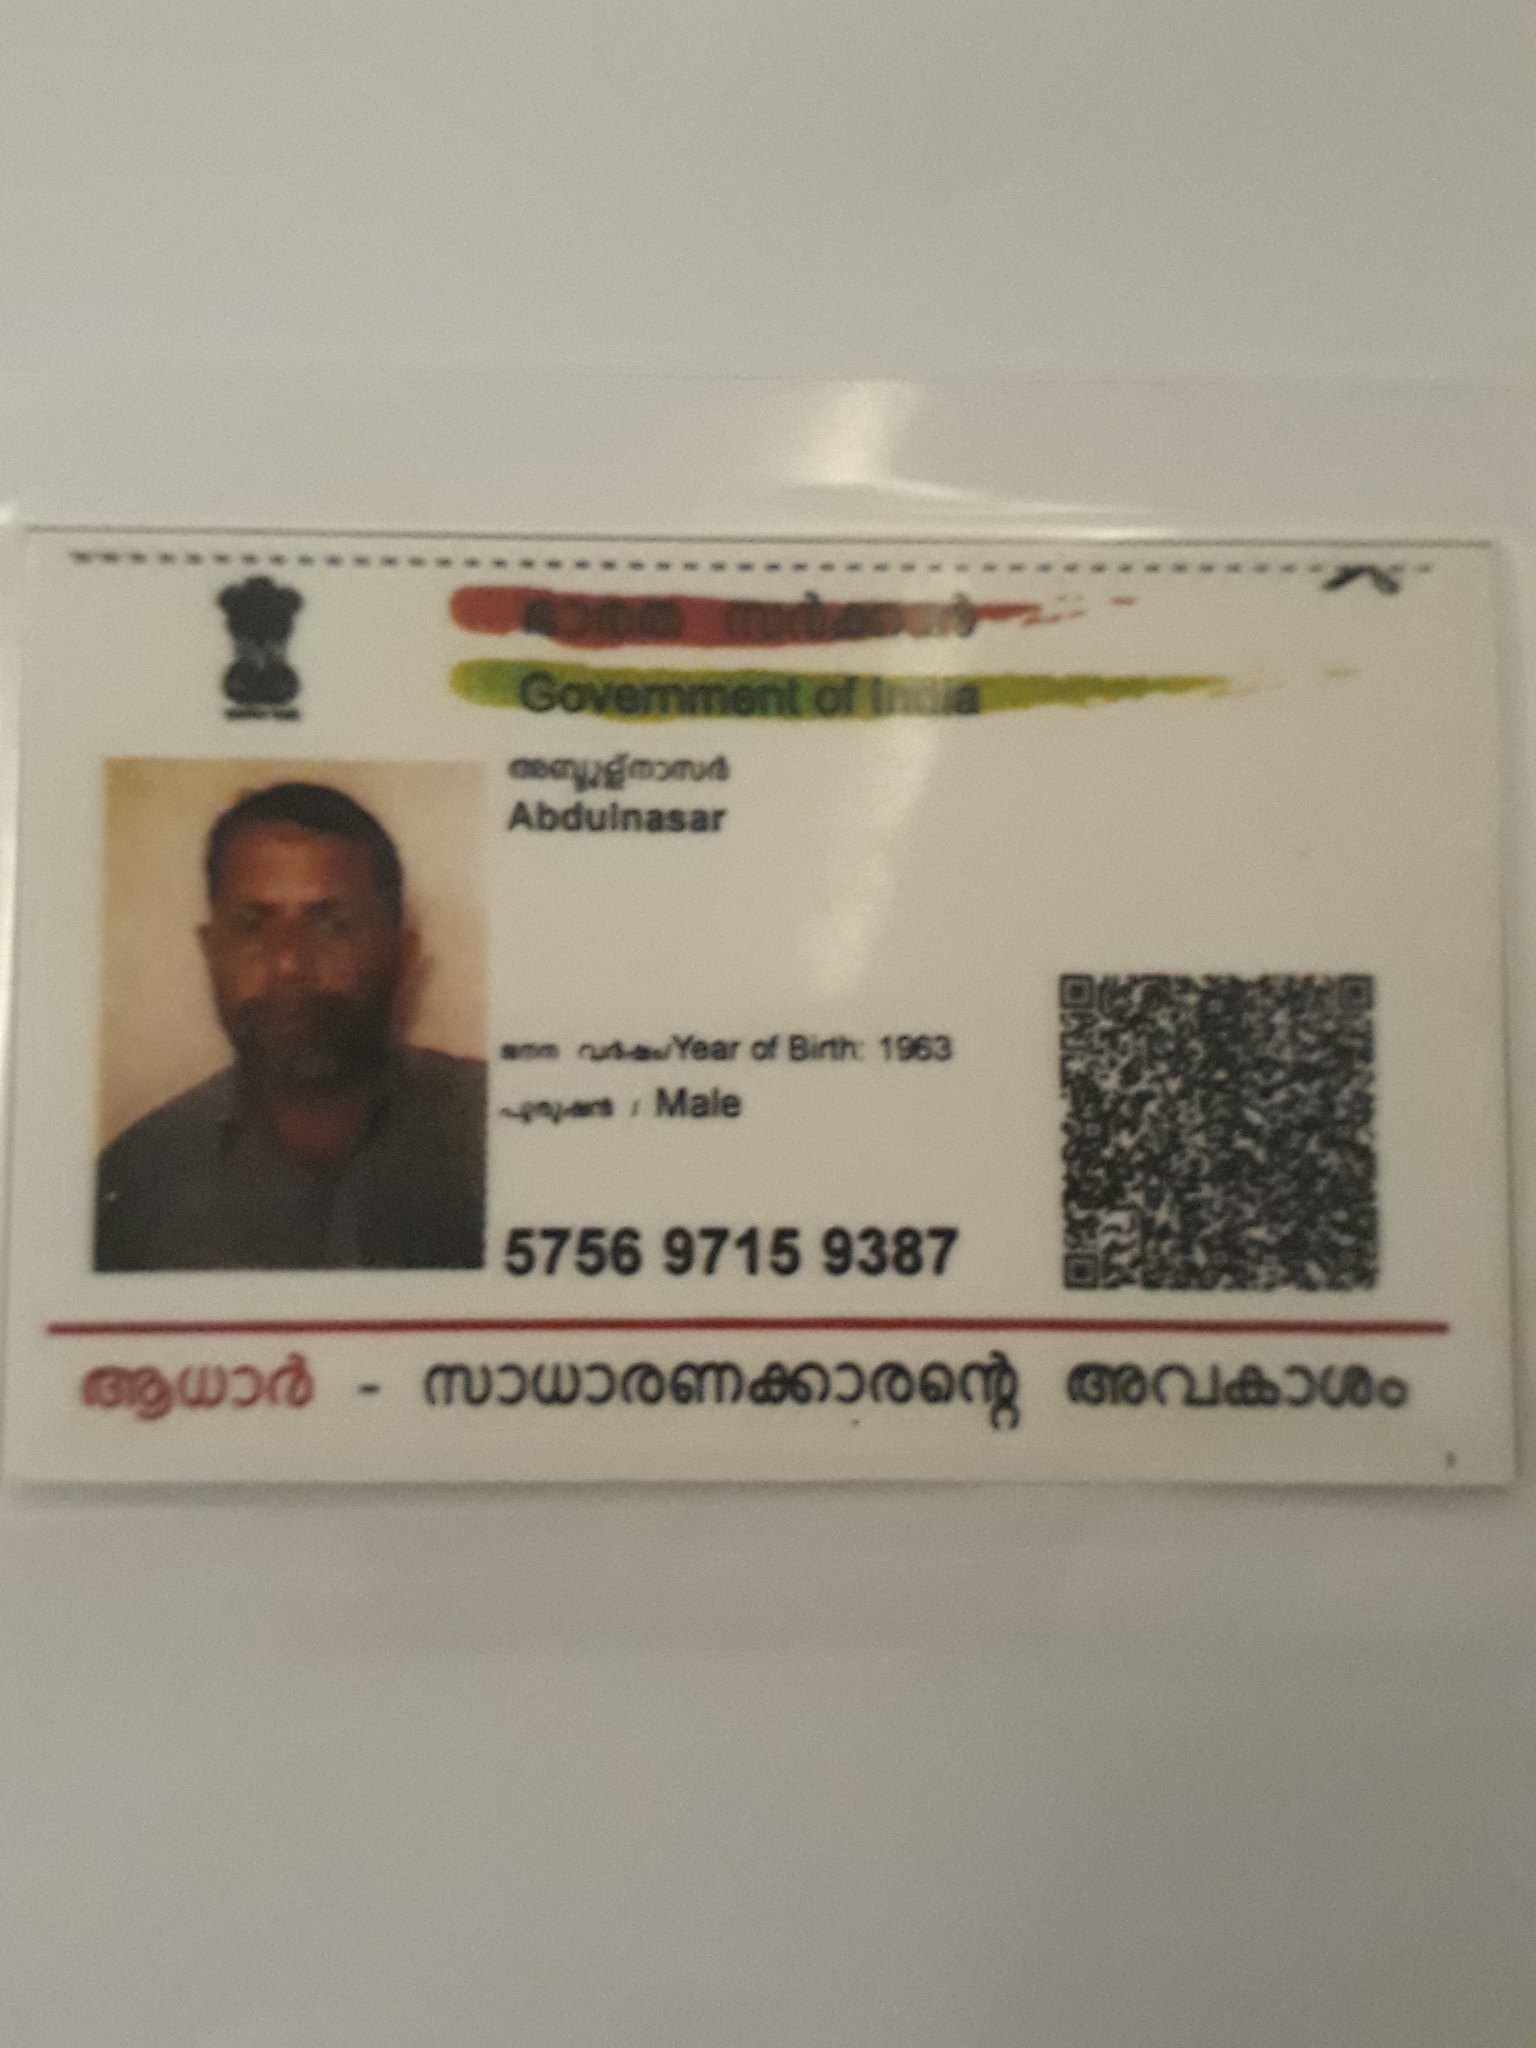 ഭാരത സർക്കാർ
Government of India
അബ്ദുള്നാസർ
Abdulnasar
ജനന വർഷം/Year of Birth: 1963
പുരുഷൻ / Male
5756 9715 9387
ആധാർ - സാധാരണക്കാരന്റെ അവകാശം